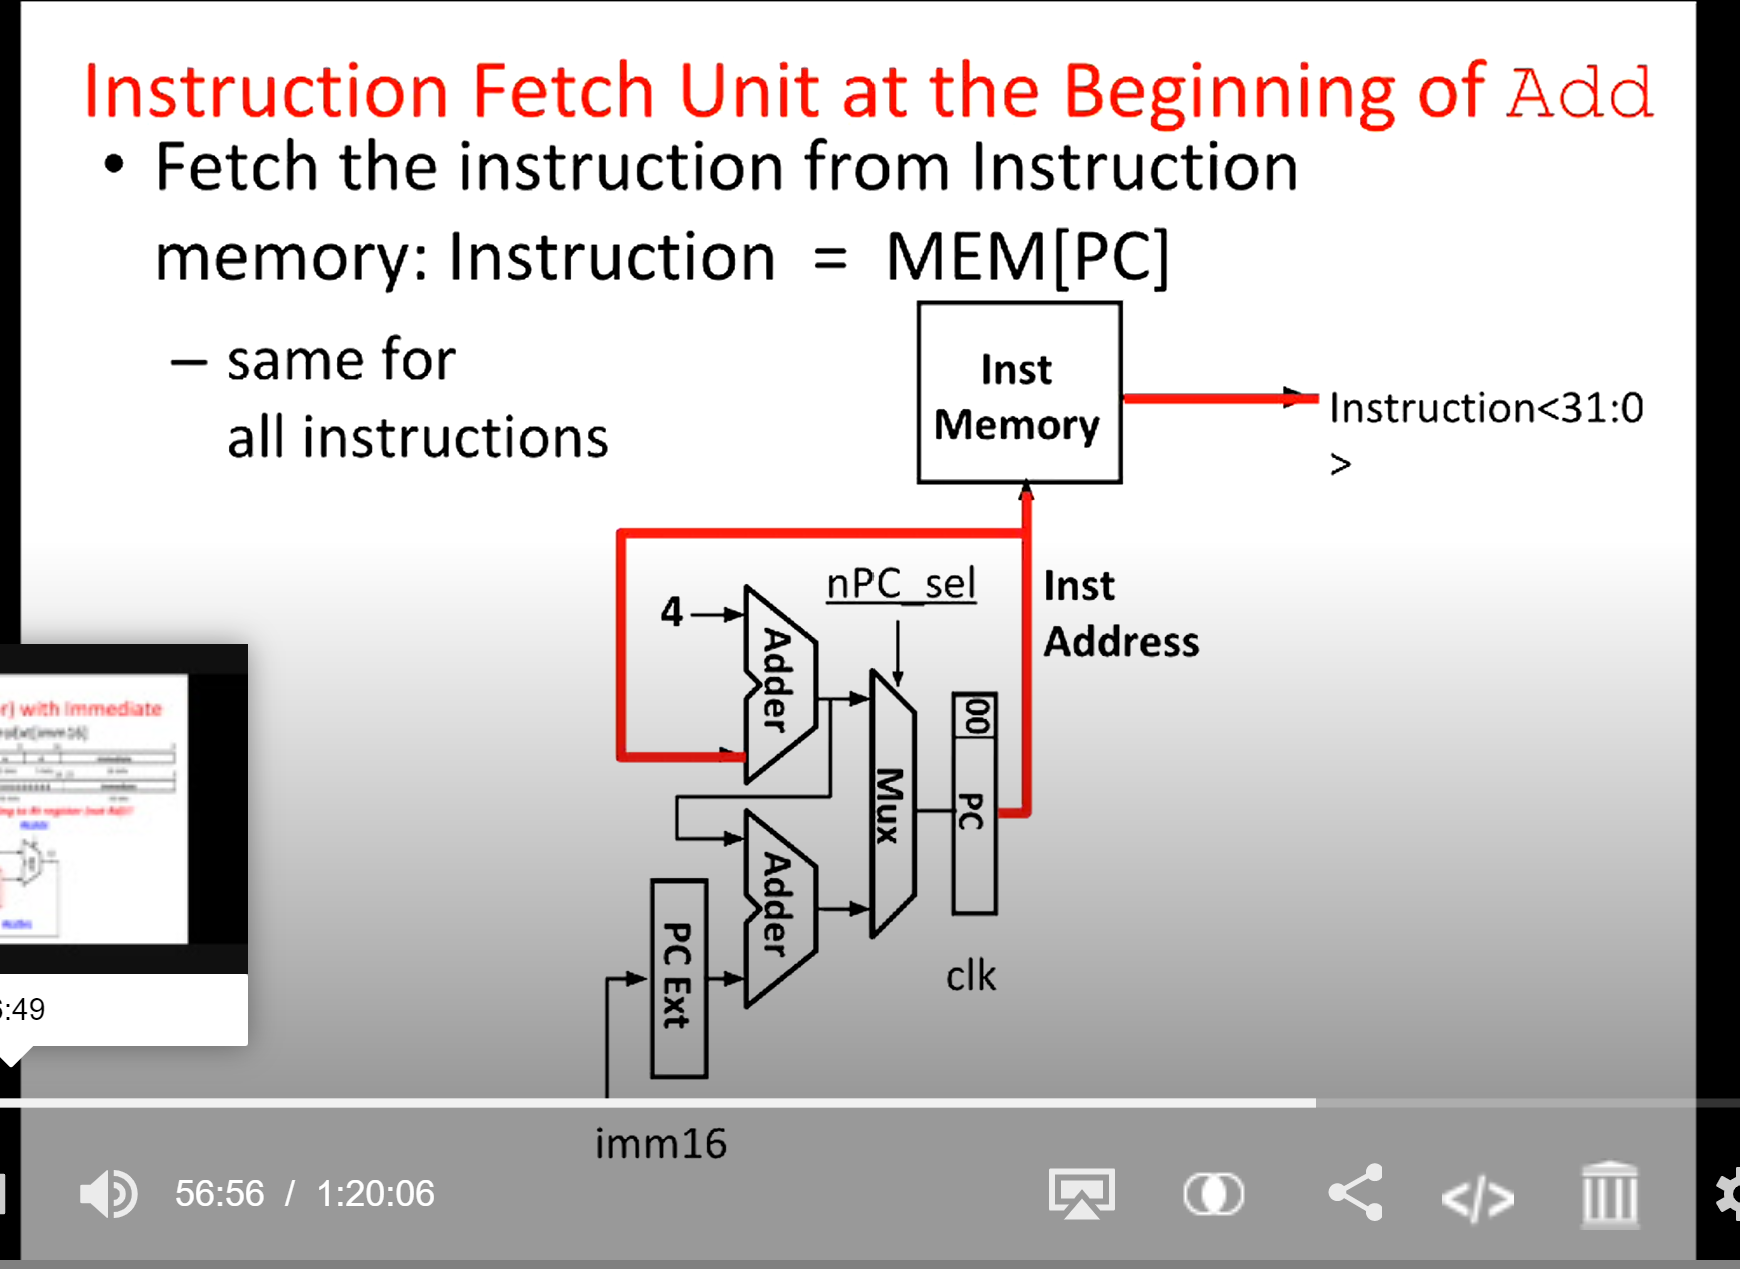 Instruction Fetch Unit at the Beginning of Add
• Fetch the instruction from Instruction
memory: Instruction = MEM[PC]
– same for
all instructions
Inst
Memory
Instruction<31:0
>
nPC_sel
Inst
Address
4
Adder
00
Mux
PC
Adder
PC Ext
clk
imm16
r) with Immediate
:49
56:56 / 1:20:06